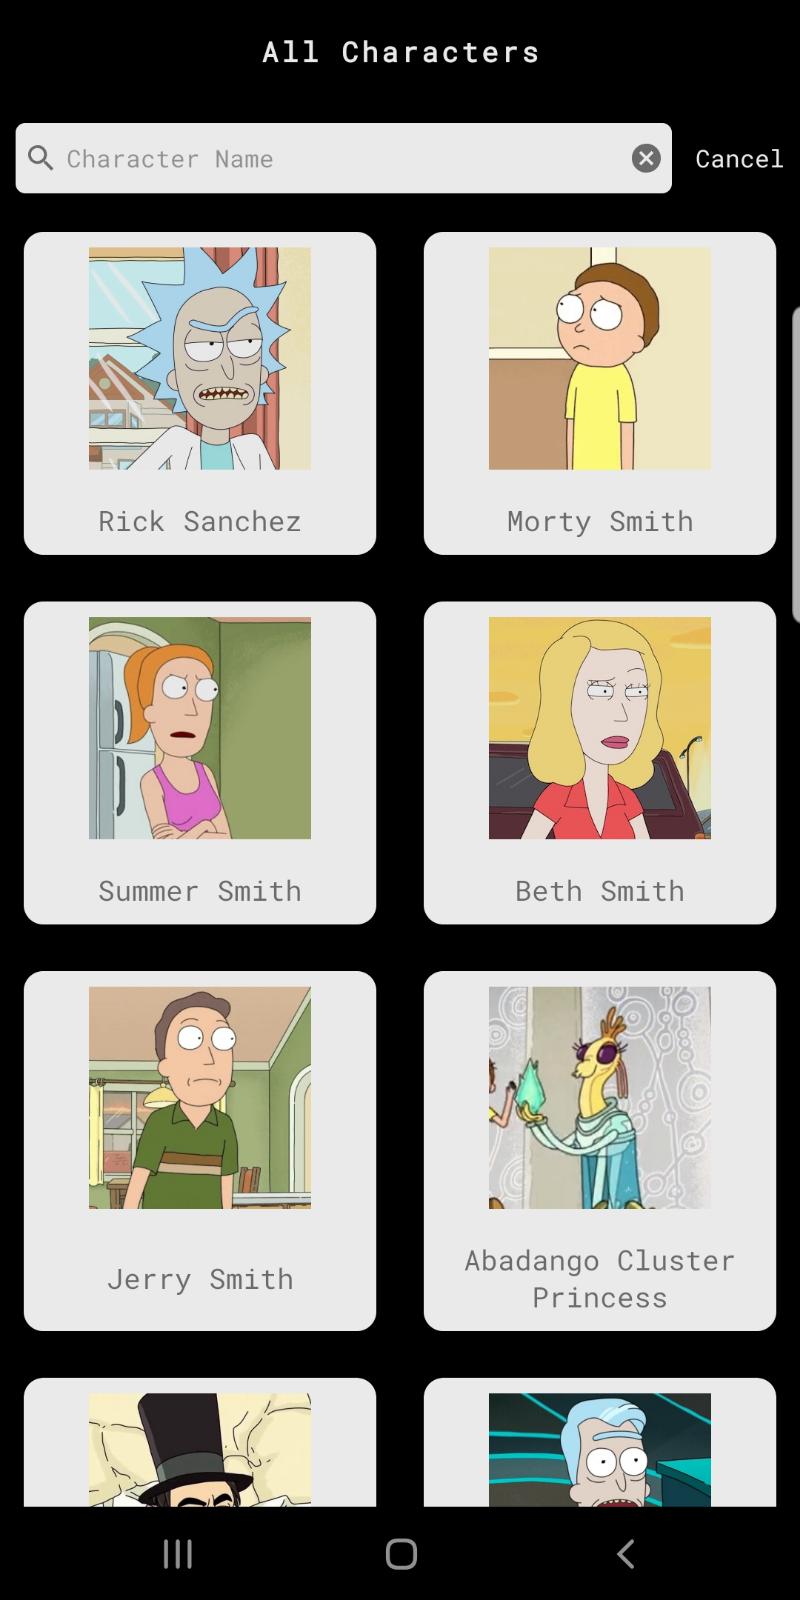 All Characters
Character Name
Cancel
Rick Sanchez
Morty Smith
Summer Smith
Beth Smith
Jerry Smith
Abadango Cluster
Princess